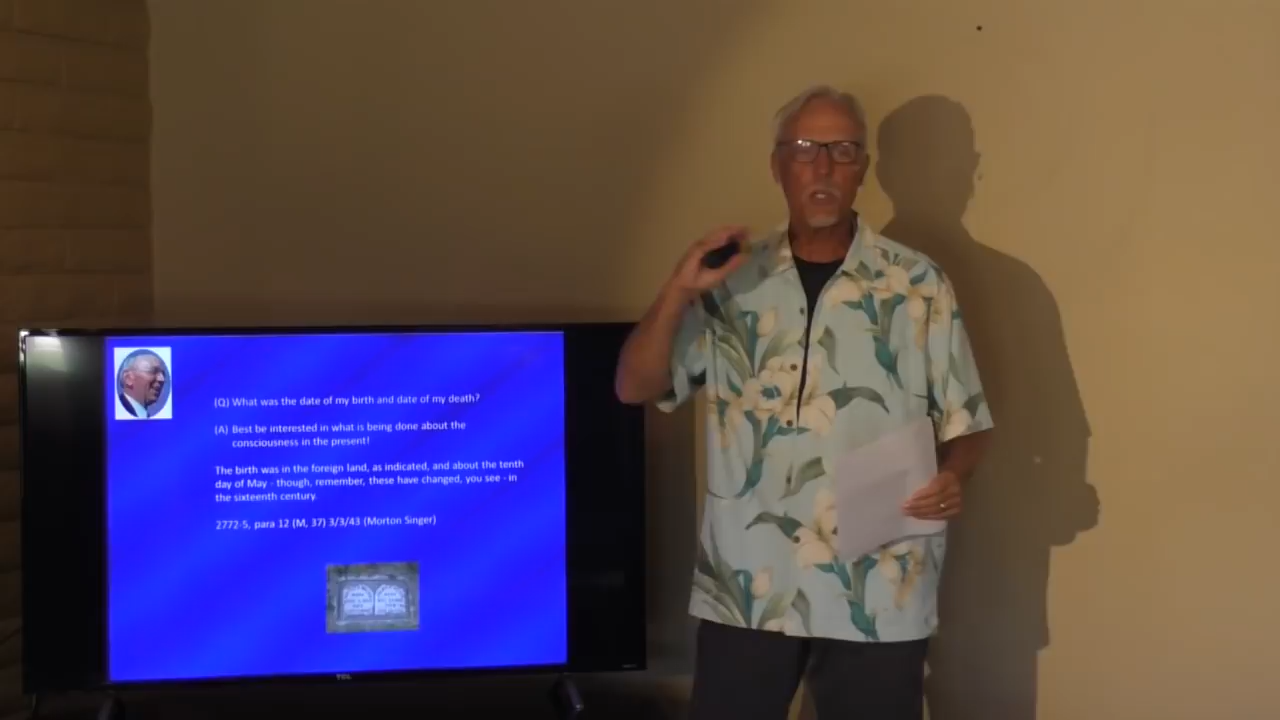 (Q) What was the date of my birth and date of my death?
(A) Best be interested in what is being done about the
consciousness in the present!
The birth was in the foreign land, as indicated, and about the tenth
day of May - though, remember, these have changed, you see - in
the sixteenth century.
2772-5, para 12 (M, 37) 3/3/43 (Morton Singer)
TCL